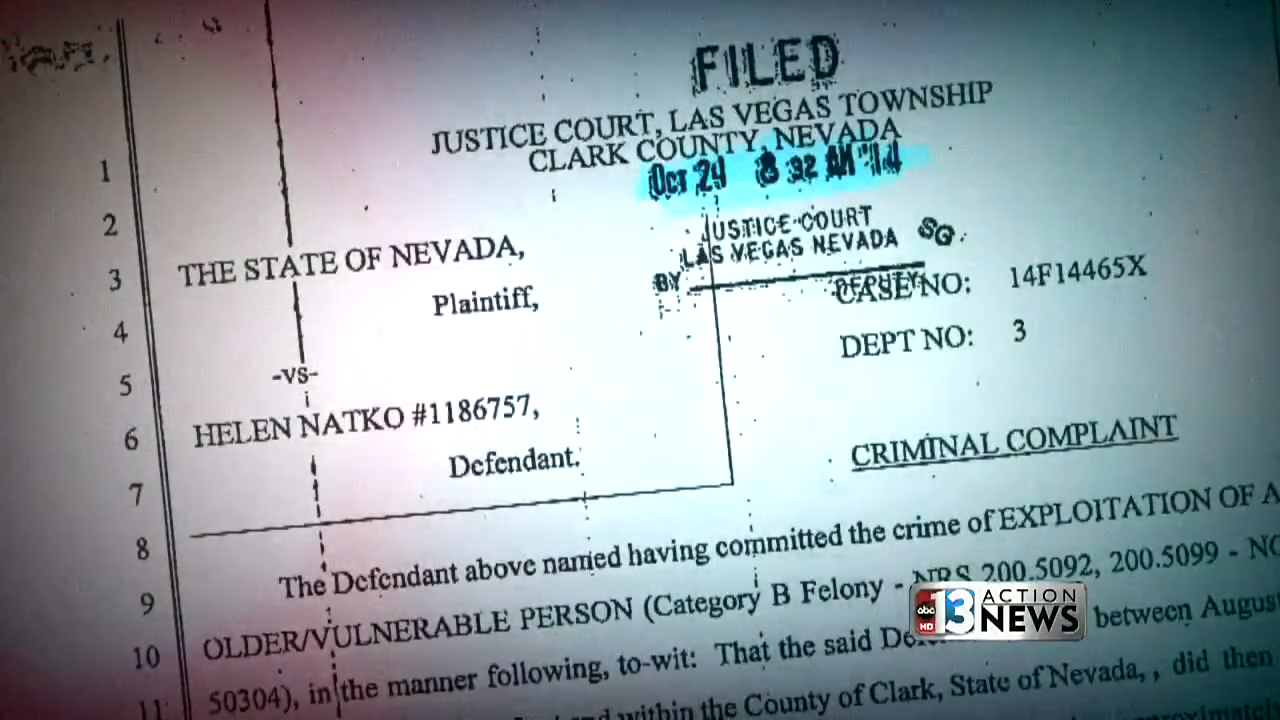 FILED
JUSTICE COURT, LAS VEGAS TOWNSHIP
CLARK COUNTY, NEVADA
OCT 29 8 32 AM '14
JUSTICE COURT
LAS VEGAS NEVADA SG
BY
DEPUTY
1
2
3 THE STATE OF NEVADA,
Plaintiff,
CASE NO: 14F14465X
4
DEPT NO: 3
5 -VS-
6 HELEN NATKO #1186757,
CRIMINAL COMPLAINT
Defendant.
7
8 The Defendant above named having committed the crime of EXPLOITATION OF A
9 OLDER/VULNERABLE PERSON (Category B Felony - NRS 200.5092, 200.5099 - NO
10 50304), in the manner following, to-wit: That the said between August
11 within the County of Clark, State of Nevada, , did then
abc HD 13 ACTION NEWS